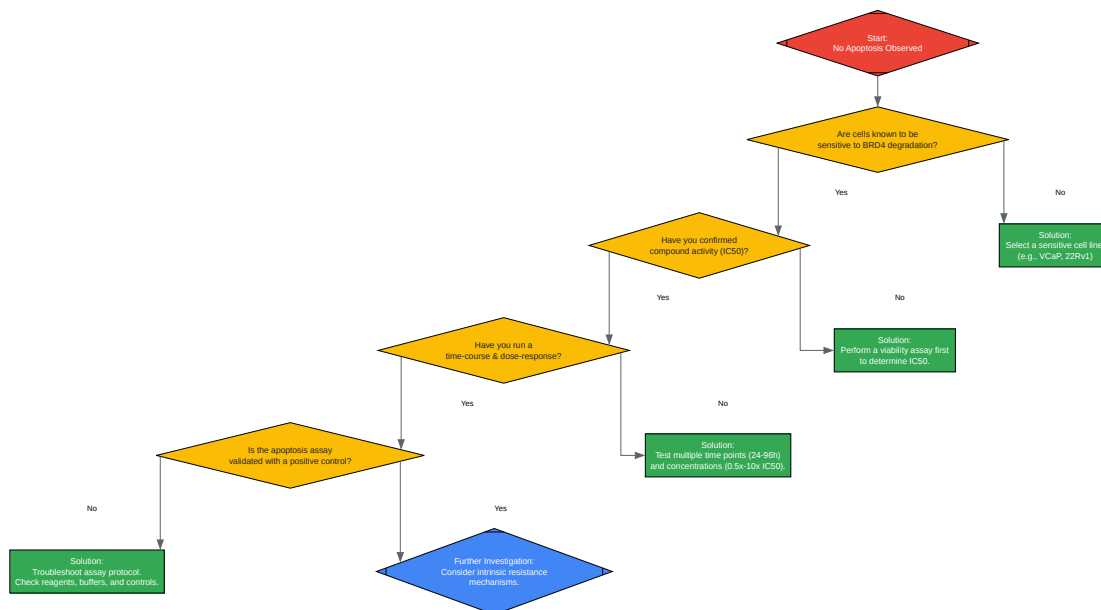 Start:
No Apoptosis Observed
Are cells known to be
sensitive to BRD4 degradation?
Yes
No
Have you confirmed
compound activity (IC50)?
Solution:
Select a sensitive cell line
(e.g., VCaP, 22Rv1)
Yes
No
Have you run a
time-course & dose-response?
Solution:
Perform a viability assay first
to determine IC50.
Yes
No
Is the apoptosis assay
validated with a positive control?
Solution:
Test multiple time points (24-96h)
and concentrations (0.5x-10x IC50).
No
Yes
Solution:
Troubleshoot assay protocol.
Check reagents, buffers, and controls.
Further Investigation:
Consider intrinsic resistance
mechanisms.